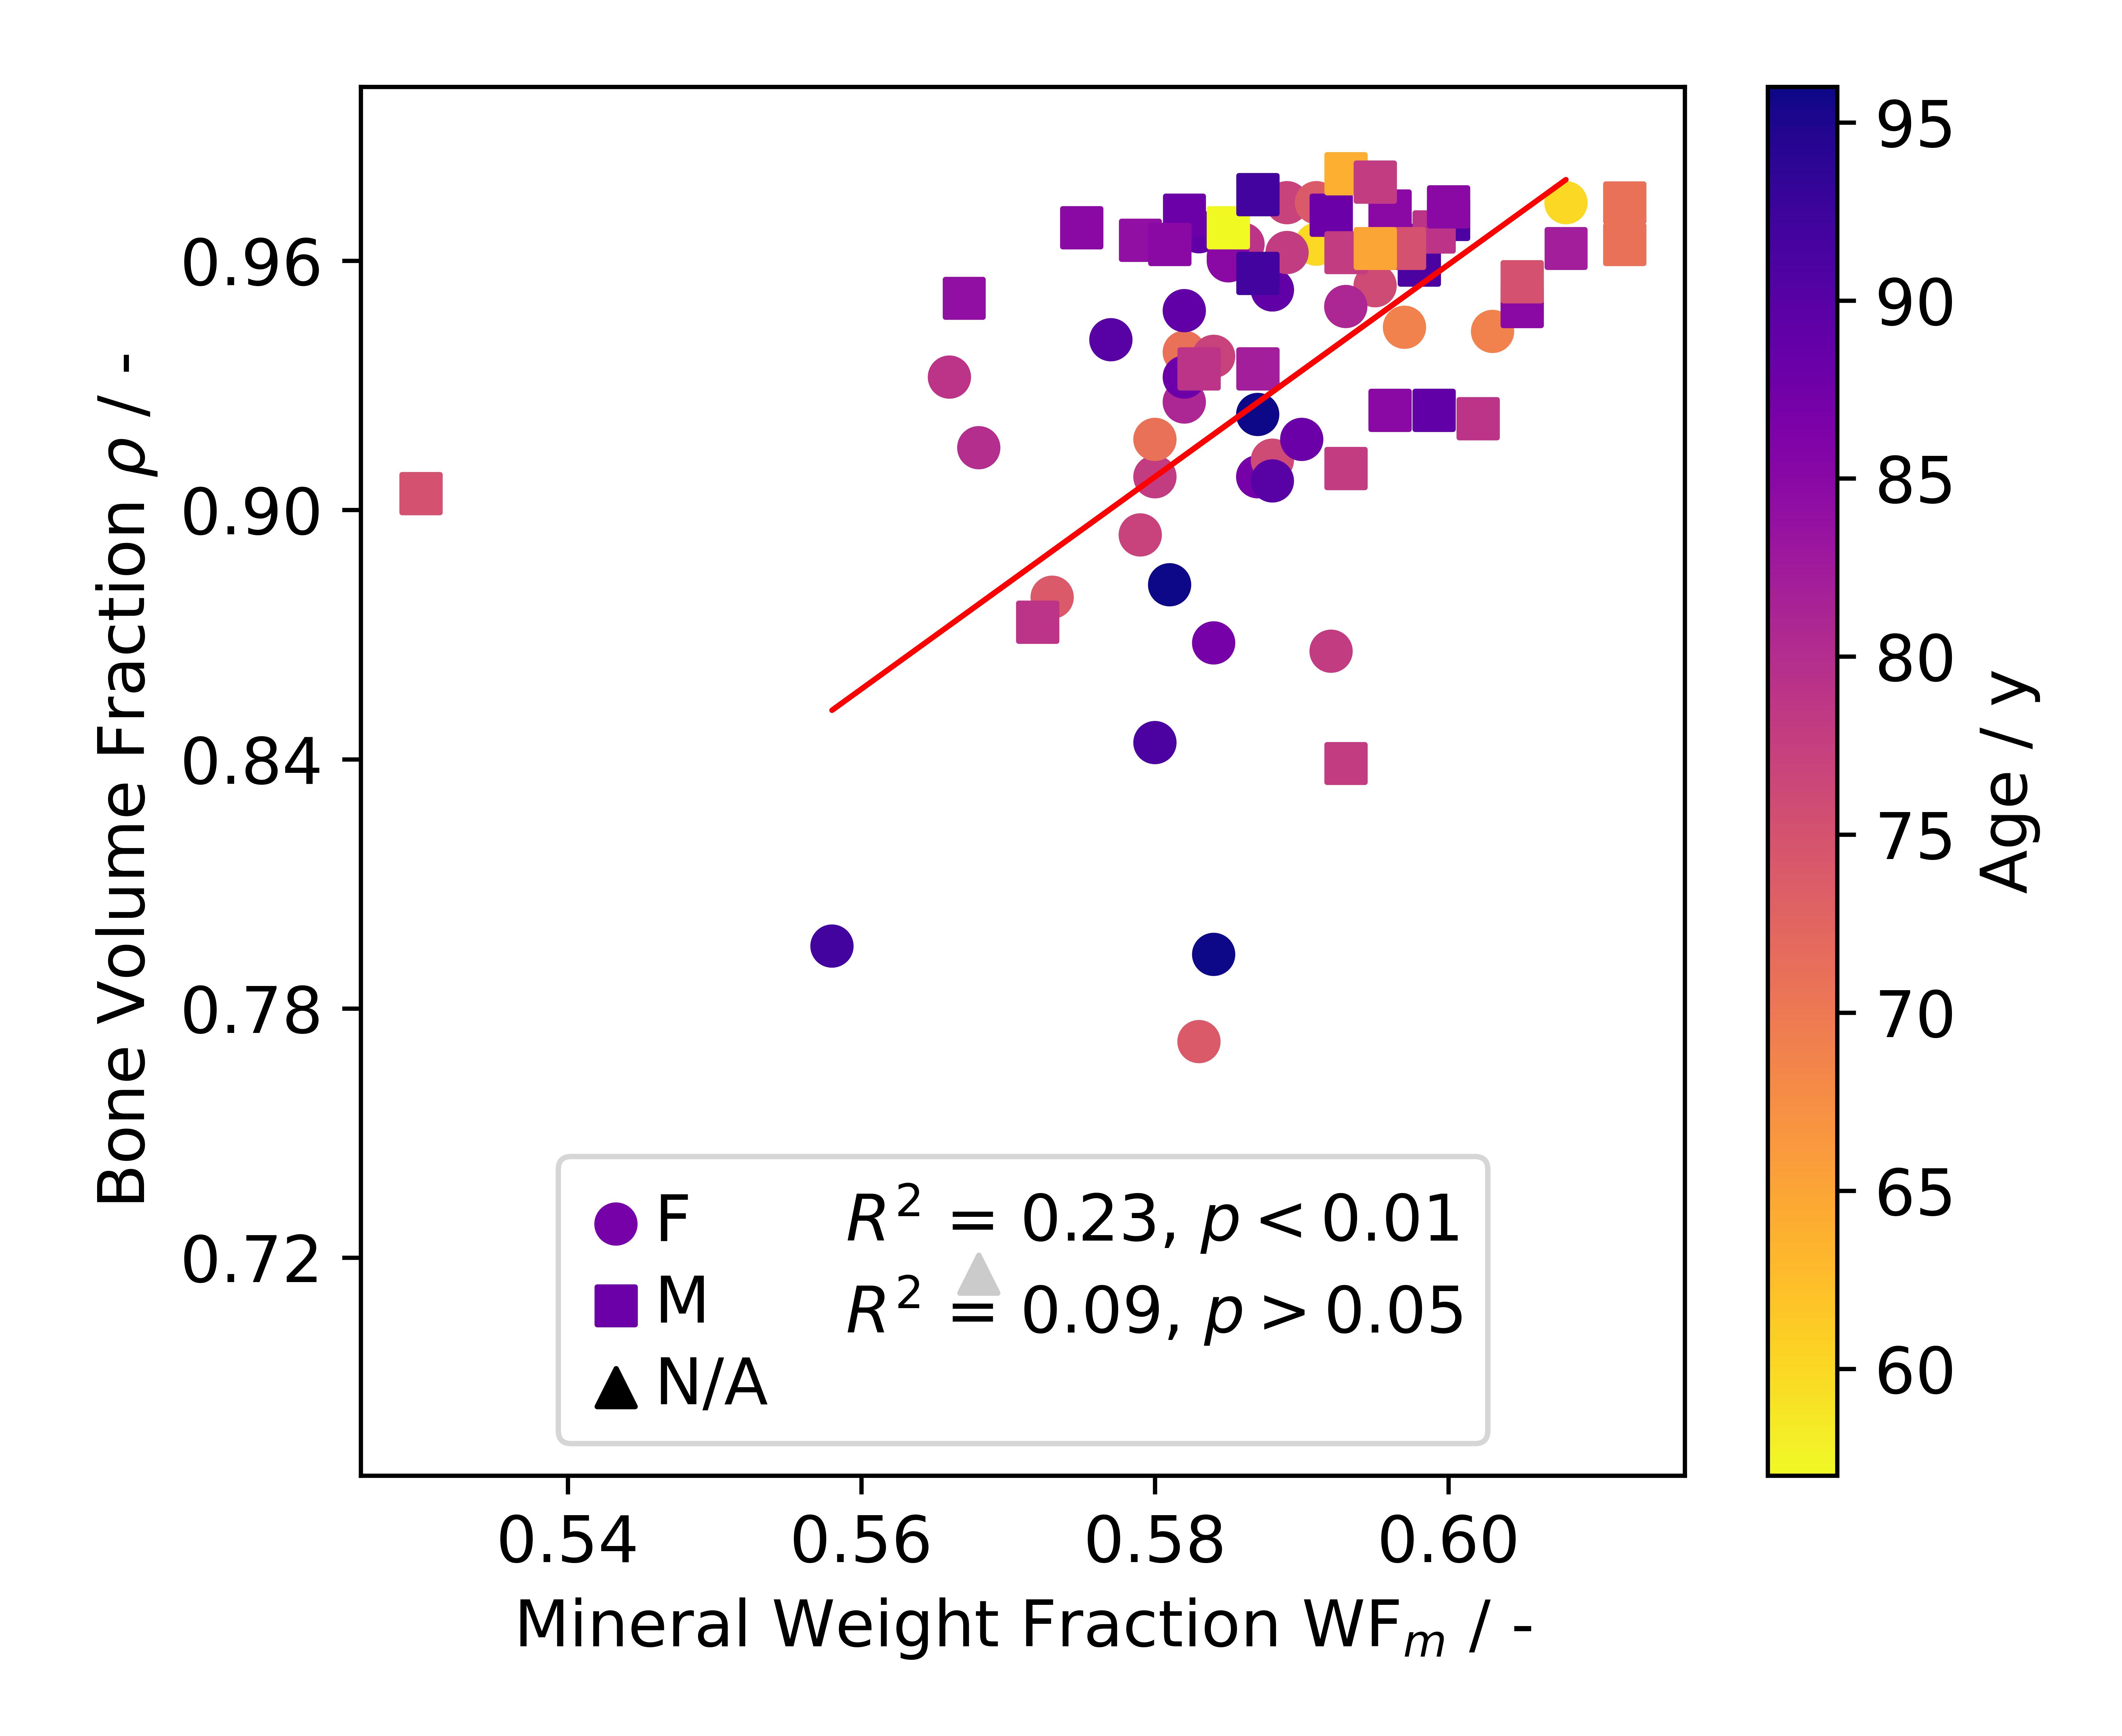 Bone Volume Fraction ρ / -
0.96
0.90
0.84
0.78
0.72
F R² = 0.23, p < 0.01
M R² = 0.09, p > 0.05
N/A
0.54 0.56 0.58 0.60
Mineral Weight Fraction WFₘ / -
95
90
85
80
75
70
65
60
Age / y